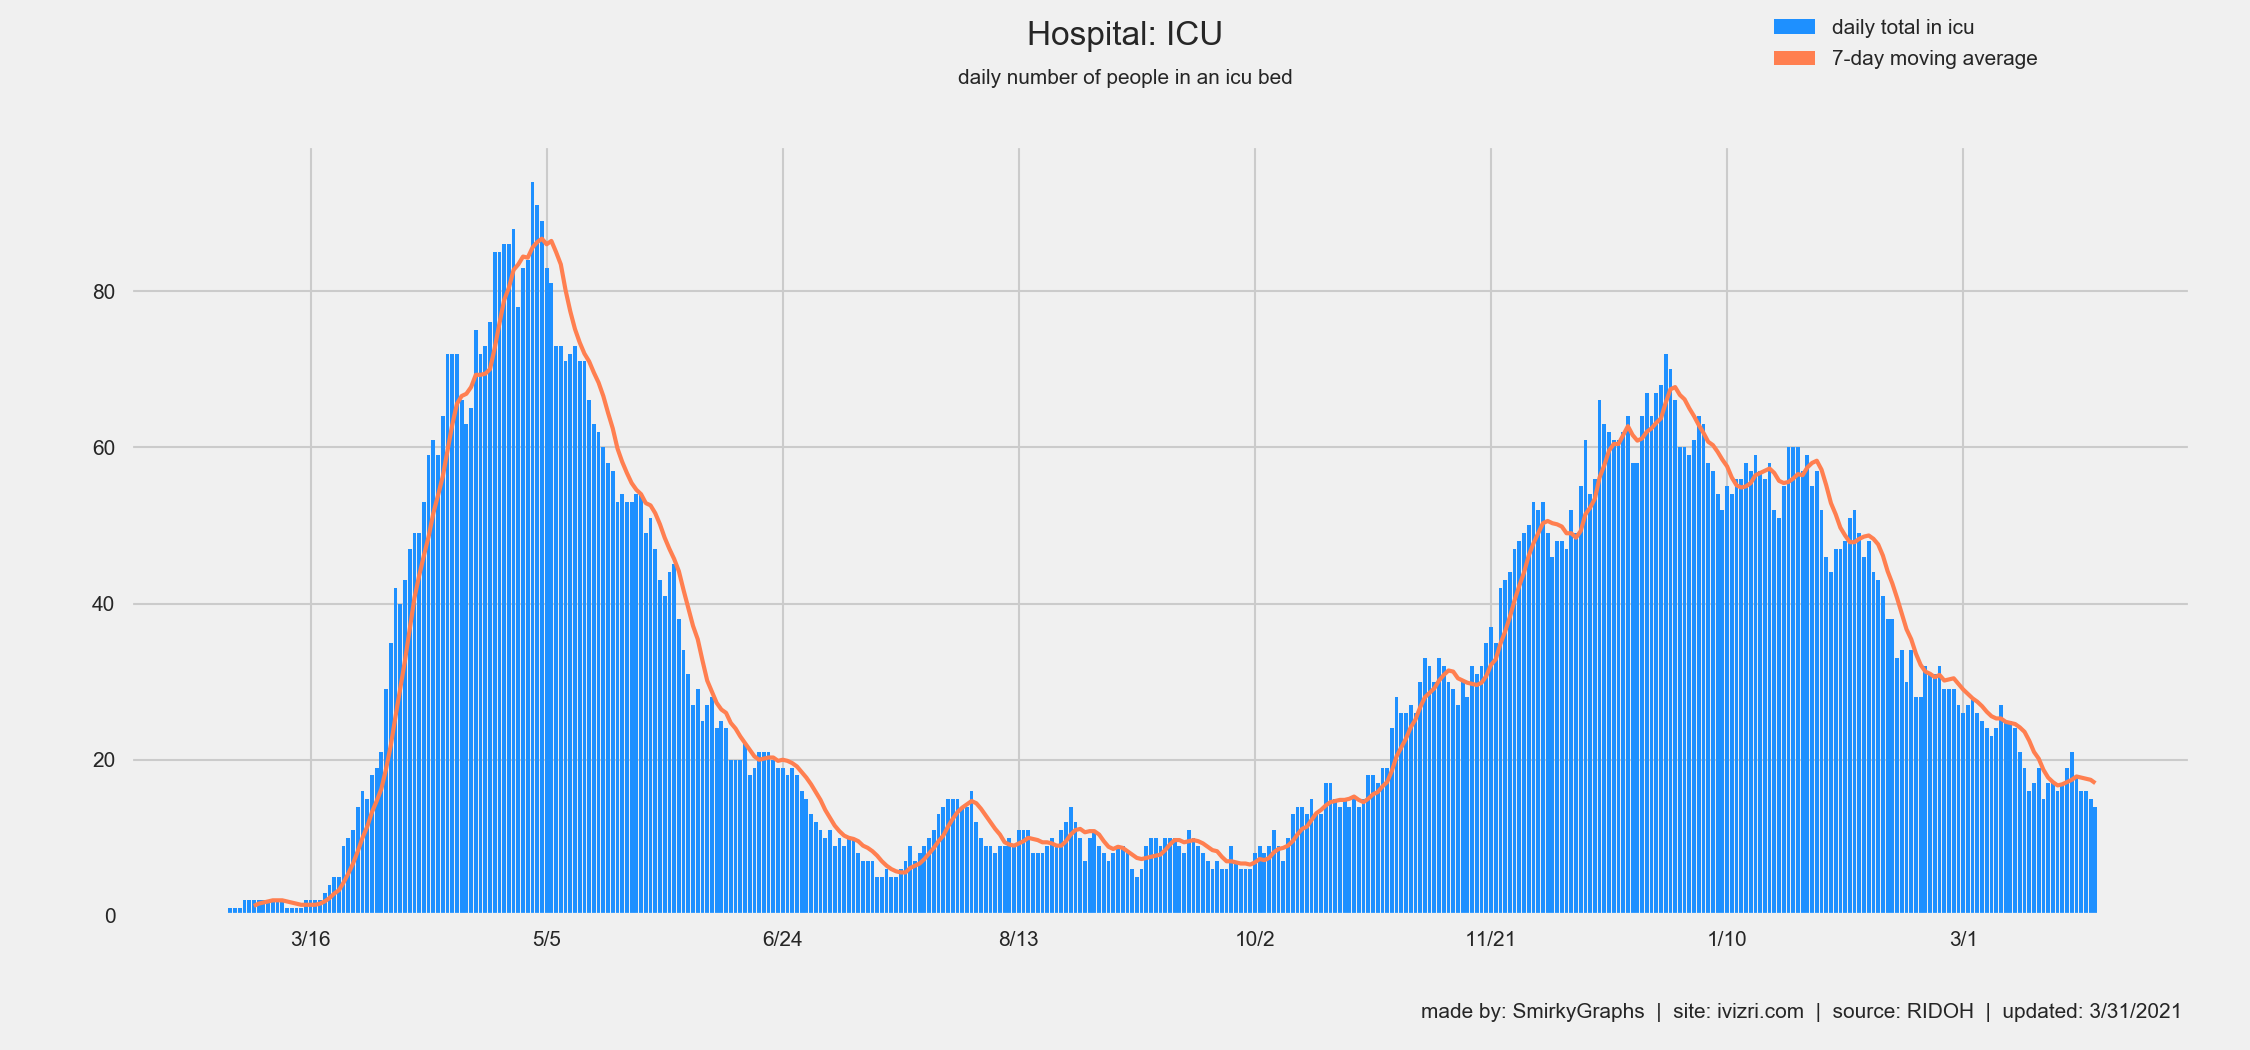 Hospital: ICU
daily number of people in an icu bed
daily total in icu
7-day moving average
80
60
40
20
0
3/16 5/5 6/24 8/13 10/2 11/21 1/10 3/1
made by: SmirkyGraphs | site: ivizri.com | source: RIDOH | updated: 3/31/2021